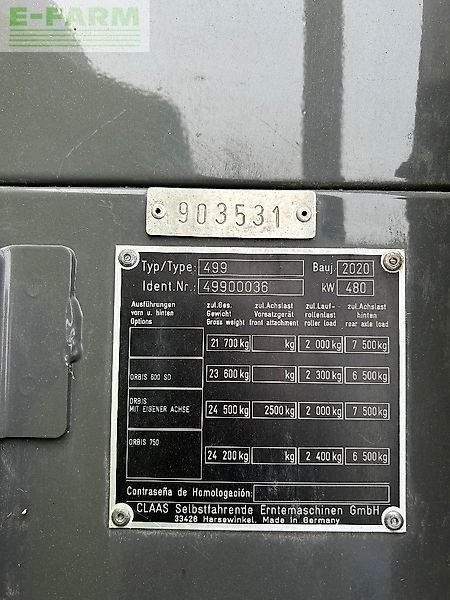 E-FARM
903531
Typ/Type: 499 Bauj. 2020
Ident.Nr.: 49900036 kW 480
Ausführungen zul.Ges. zul.Achslast zul.Lauf- zul.Achslast
vorn u. hinten Gewicht Vorsatzgerät rollenlast hinten
Options Gross weight front attachment roller load rear axle load
21 700 kg kg 2 000 kg 7 500 kg
ORBIS 600 SD 23 600 kg kg 2 300 kg 6 500 kg
ORBIS
MIT EIGENER ACHSE 24 500 kg 2500 kg 2 000 kg 7 500 kg
ORBIS 750
24 200 kg kg 2 400 kg 6 500 kg
Contraseña de Homologación:
CLAAS Selbstfahrende Erntemaschinen GmbH
33428 Harsewinkel, Made in Germany